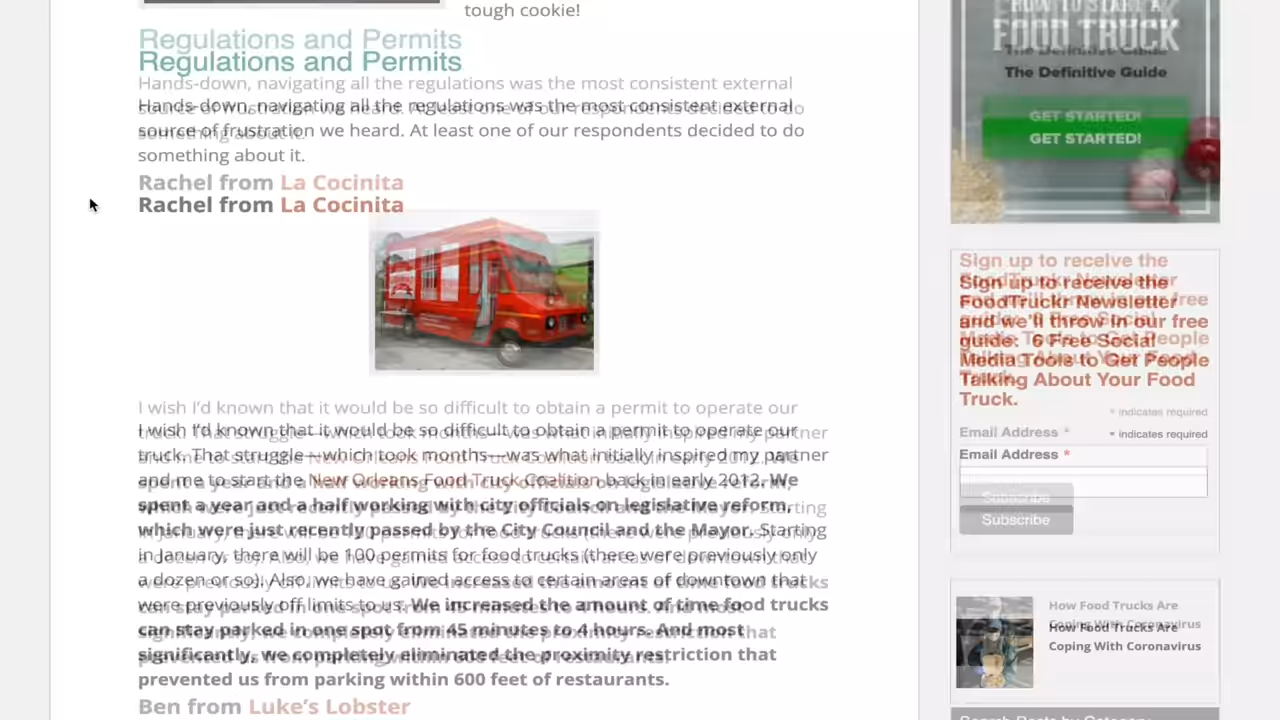 tough cookie!
Regulations and Permits
Hands-down, navigating all the regulations was the most consistent external
source of frustration we heard. At least one of our respondents decided to do
something about it.
Rachel from La Cocinita
I wish I’d known that it would be so difficult to obtain a permit to operate our
truck. That struggle—which took months—was what initially inspired my partner
and me to start the New Orleans Food Truck Coalition back in early 2012. We
spent a year and a half working with city officials on legislative reform,
which were just recently passed by the City Council and the Mayor. Starting
in January, there will be 100 permits for food trucks (there were previously only
a dozen or so). Also, we have gained access to certain areas of downtown that
were previously off limits to us. We increased the amount of time food trucks
can stay parked in one spot from 45 minutes to 4 hours. And most
significantly, we completely eliminated the proximity restriction that
prevented us from parking within 600 feet of restaurants.
Ben from Luke’s Lobster
HOW TO START A
FOOD TRUCK
The Definitive Guide
GET STARTED!
Sign up to receive the
FoodTruckr Newsletter
and we'll throw in our free
guide: 6 Free Social
Media Tools to Get People
Talking About Your Food
Truck.
* indicates required
Email Address *
Subscribe
How Food Trucks Are
Coping With Coronavirus
Search Posts by Category